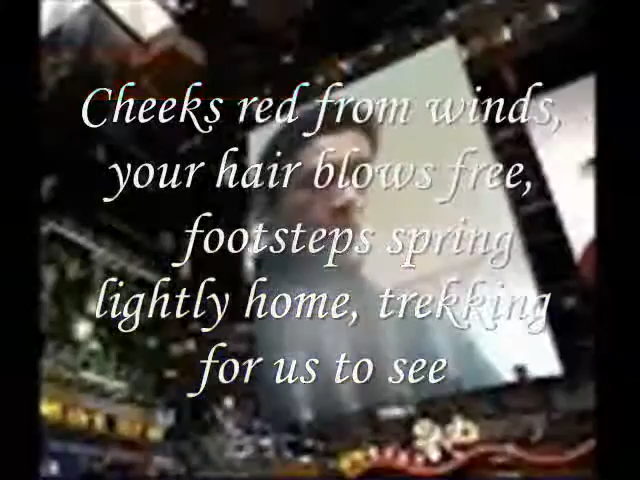 Cheeks red from winds,
your hair blows free,
footsteps spring
lightly home, trekking
for us to see